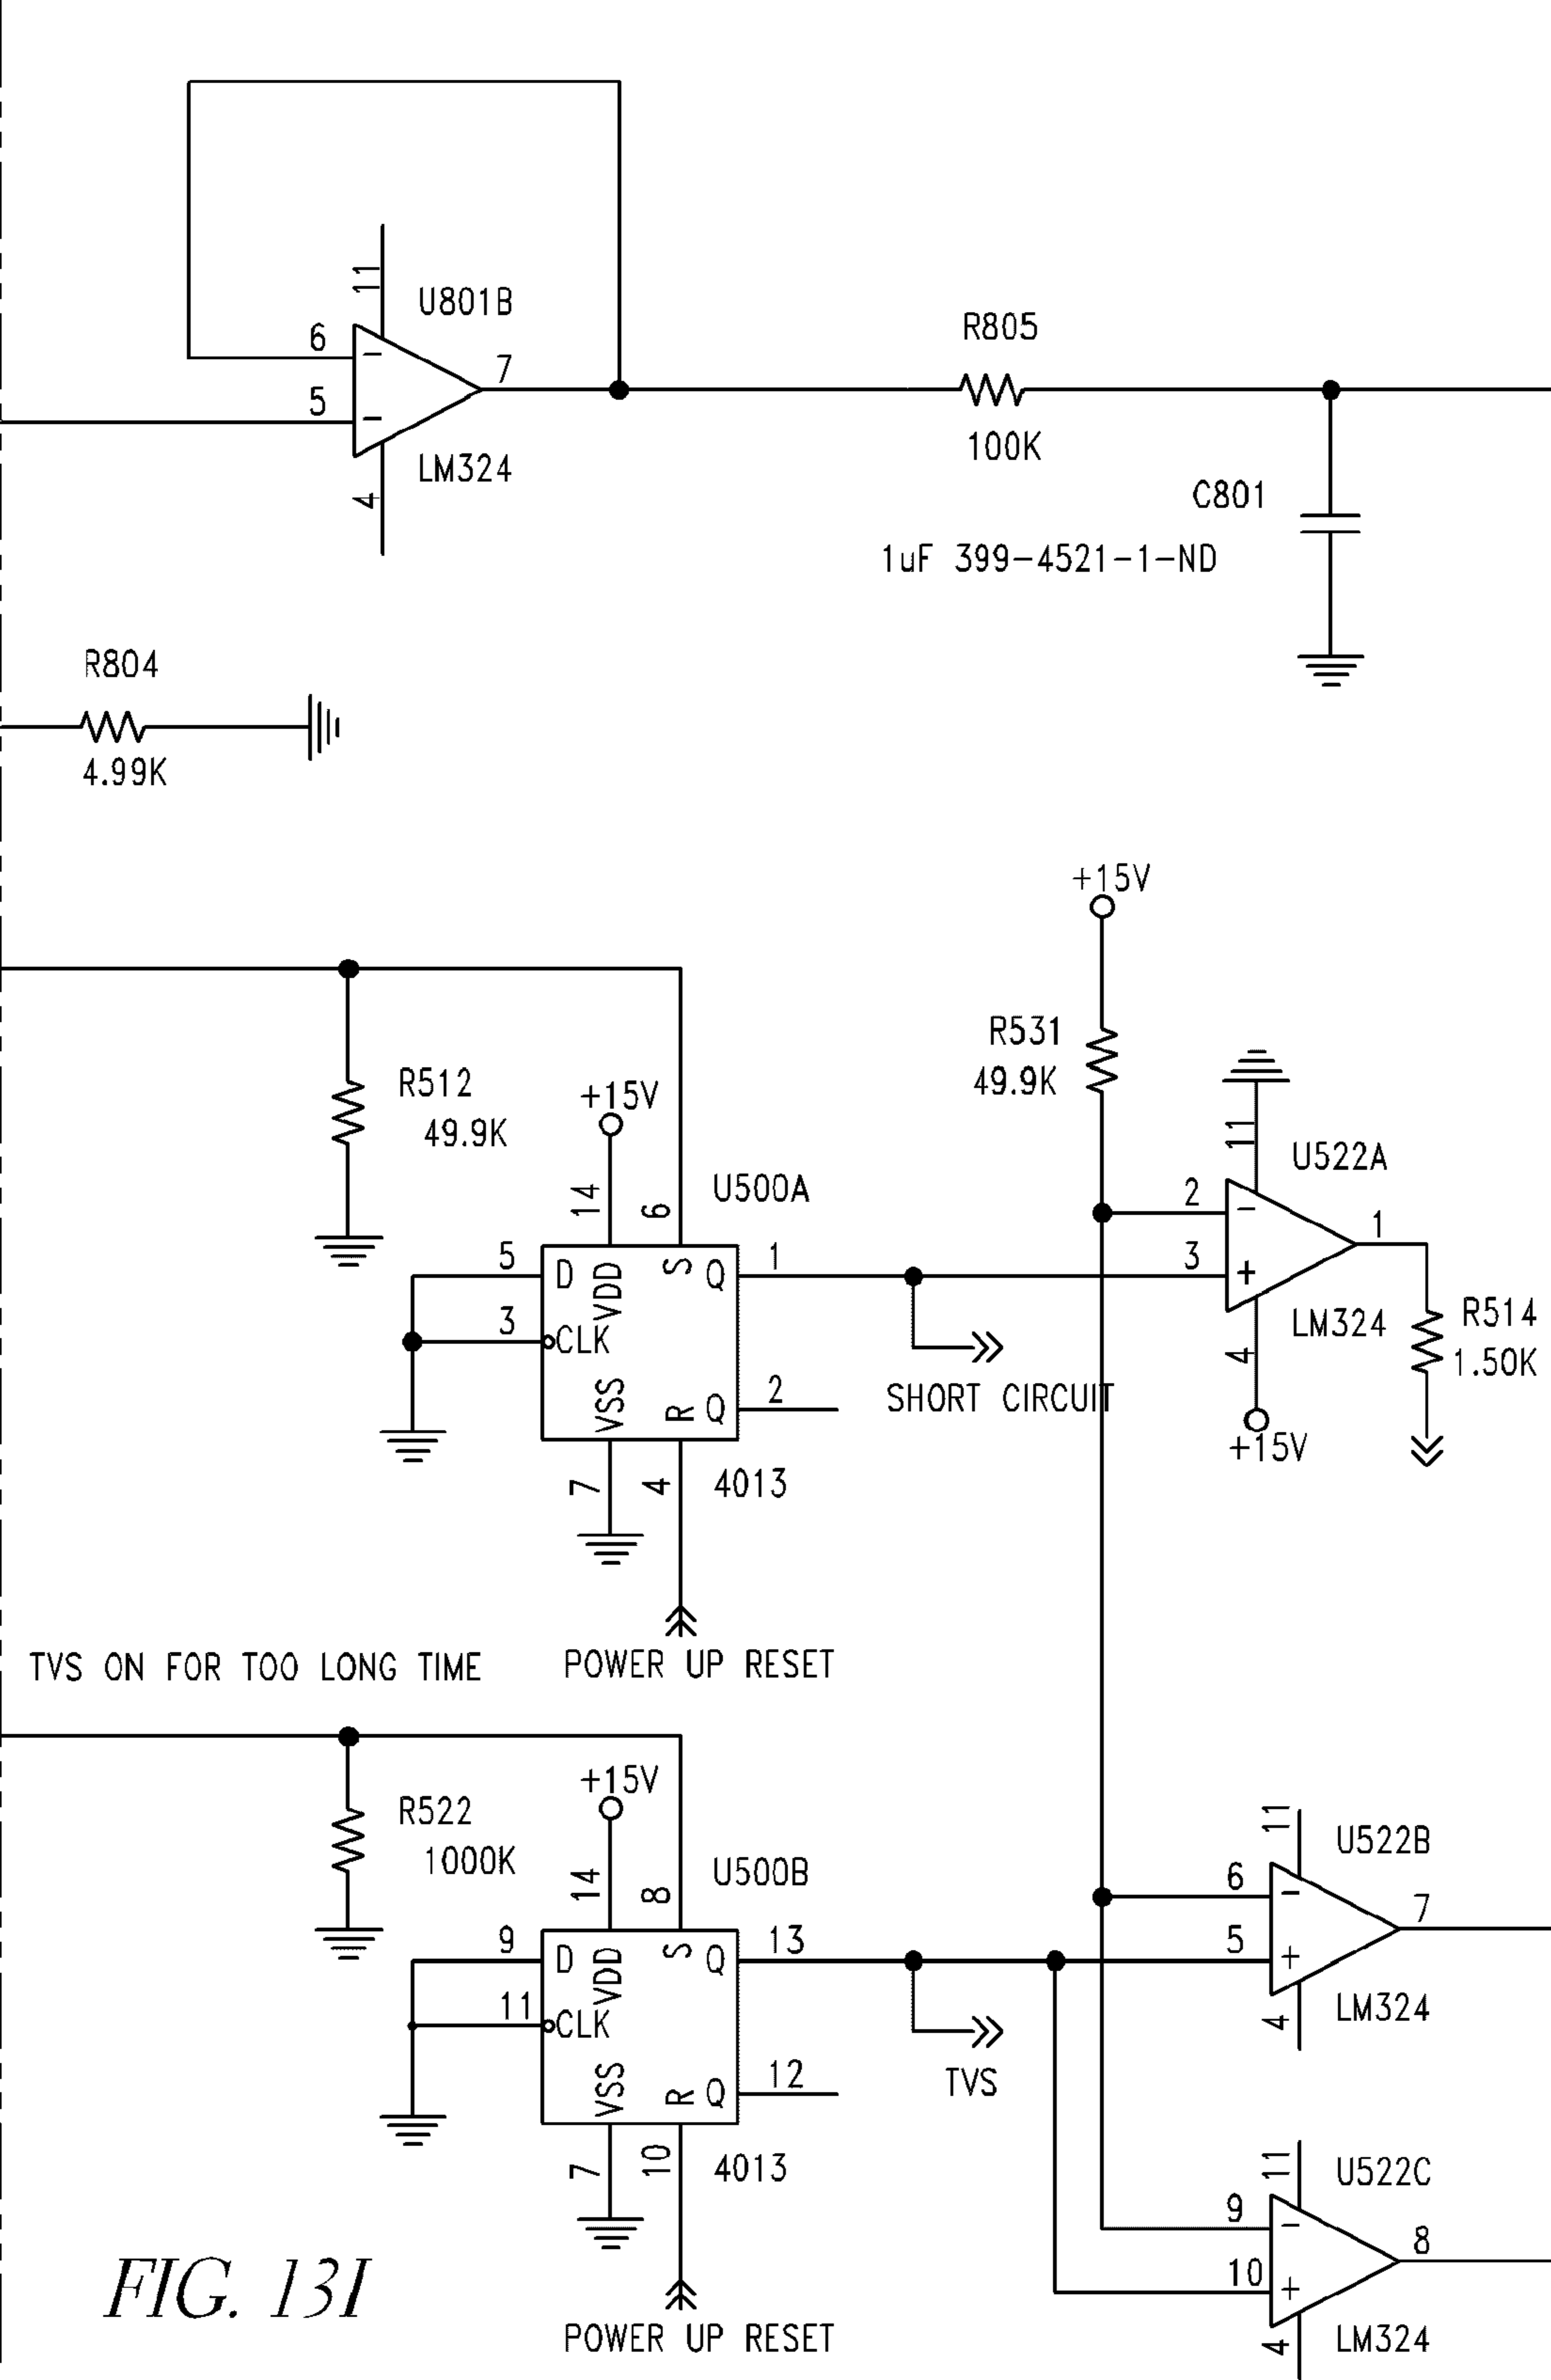 11
U801B
6
−
7
5
−
LM324
4
R805
100K
C801
1uF 399-4521-1-ND
R804
4.99K
+15V
R531
49.9K
R512
49.9K
+15V
11
U522A
14
6
U500A
2
−
1
5
D
VDD
S
Q
1
3
+
3
CLK
LM324
R514
1.50K
4
VSS
R
Q
2
SHORT CIRCUIT
+15V
7
4
4013
TVS ON FOR TOO LONG TIME
POWER UP RESET
+15V
R522
1000K
11
U522B
14
8
U500B
6
−
7
9
D
VDD
S
Q
13
5
+
11
CLK
LM324
4
VSS
R
Q
12
TVS
7
10
4013
11
U522C
9
−
8
10
+
FIG. 13I
POWER UP RESET
4
LM324